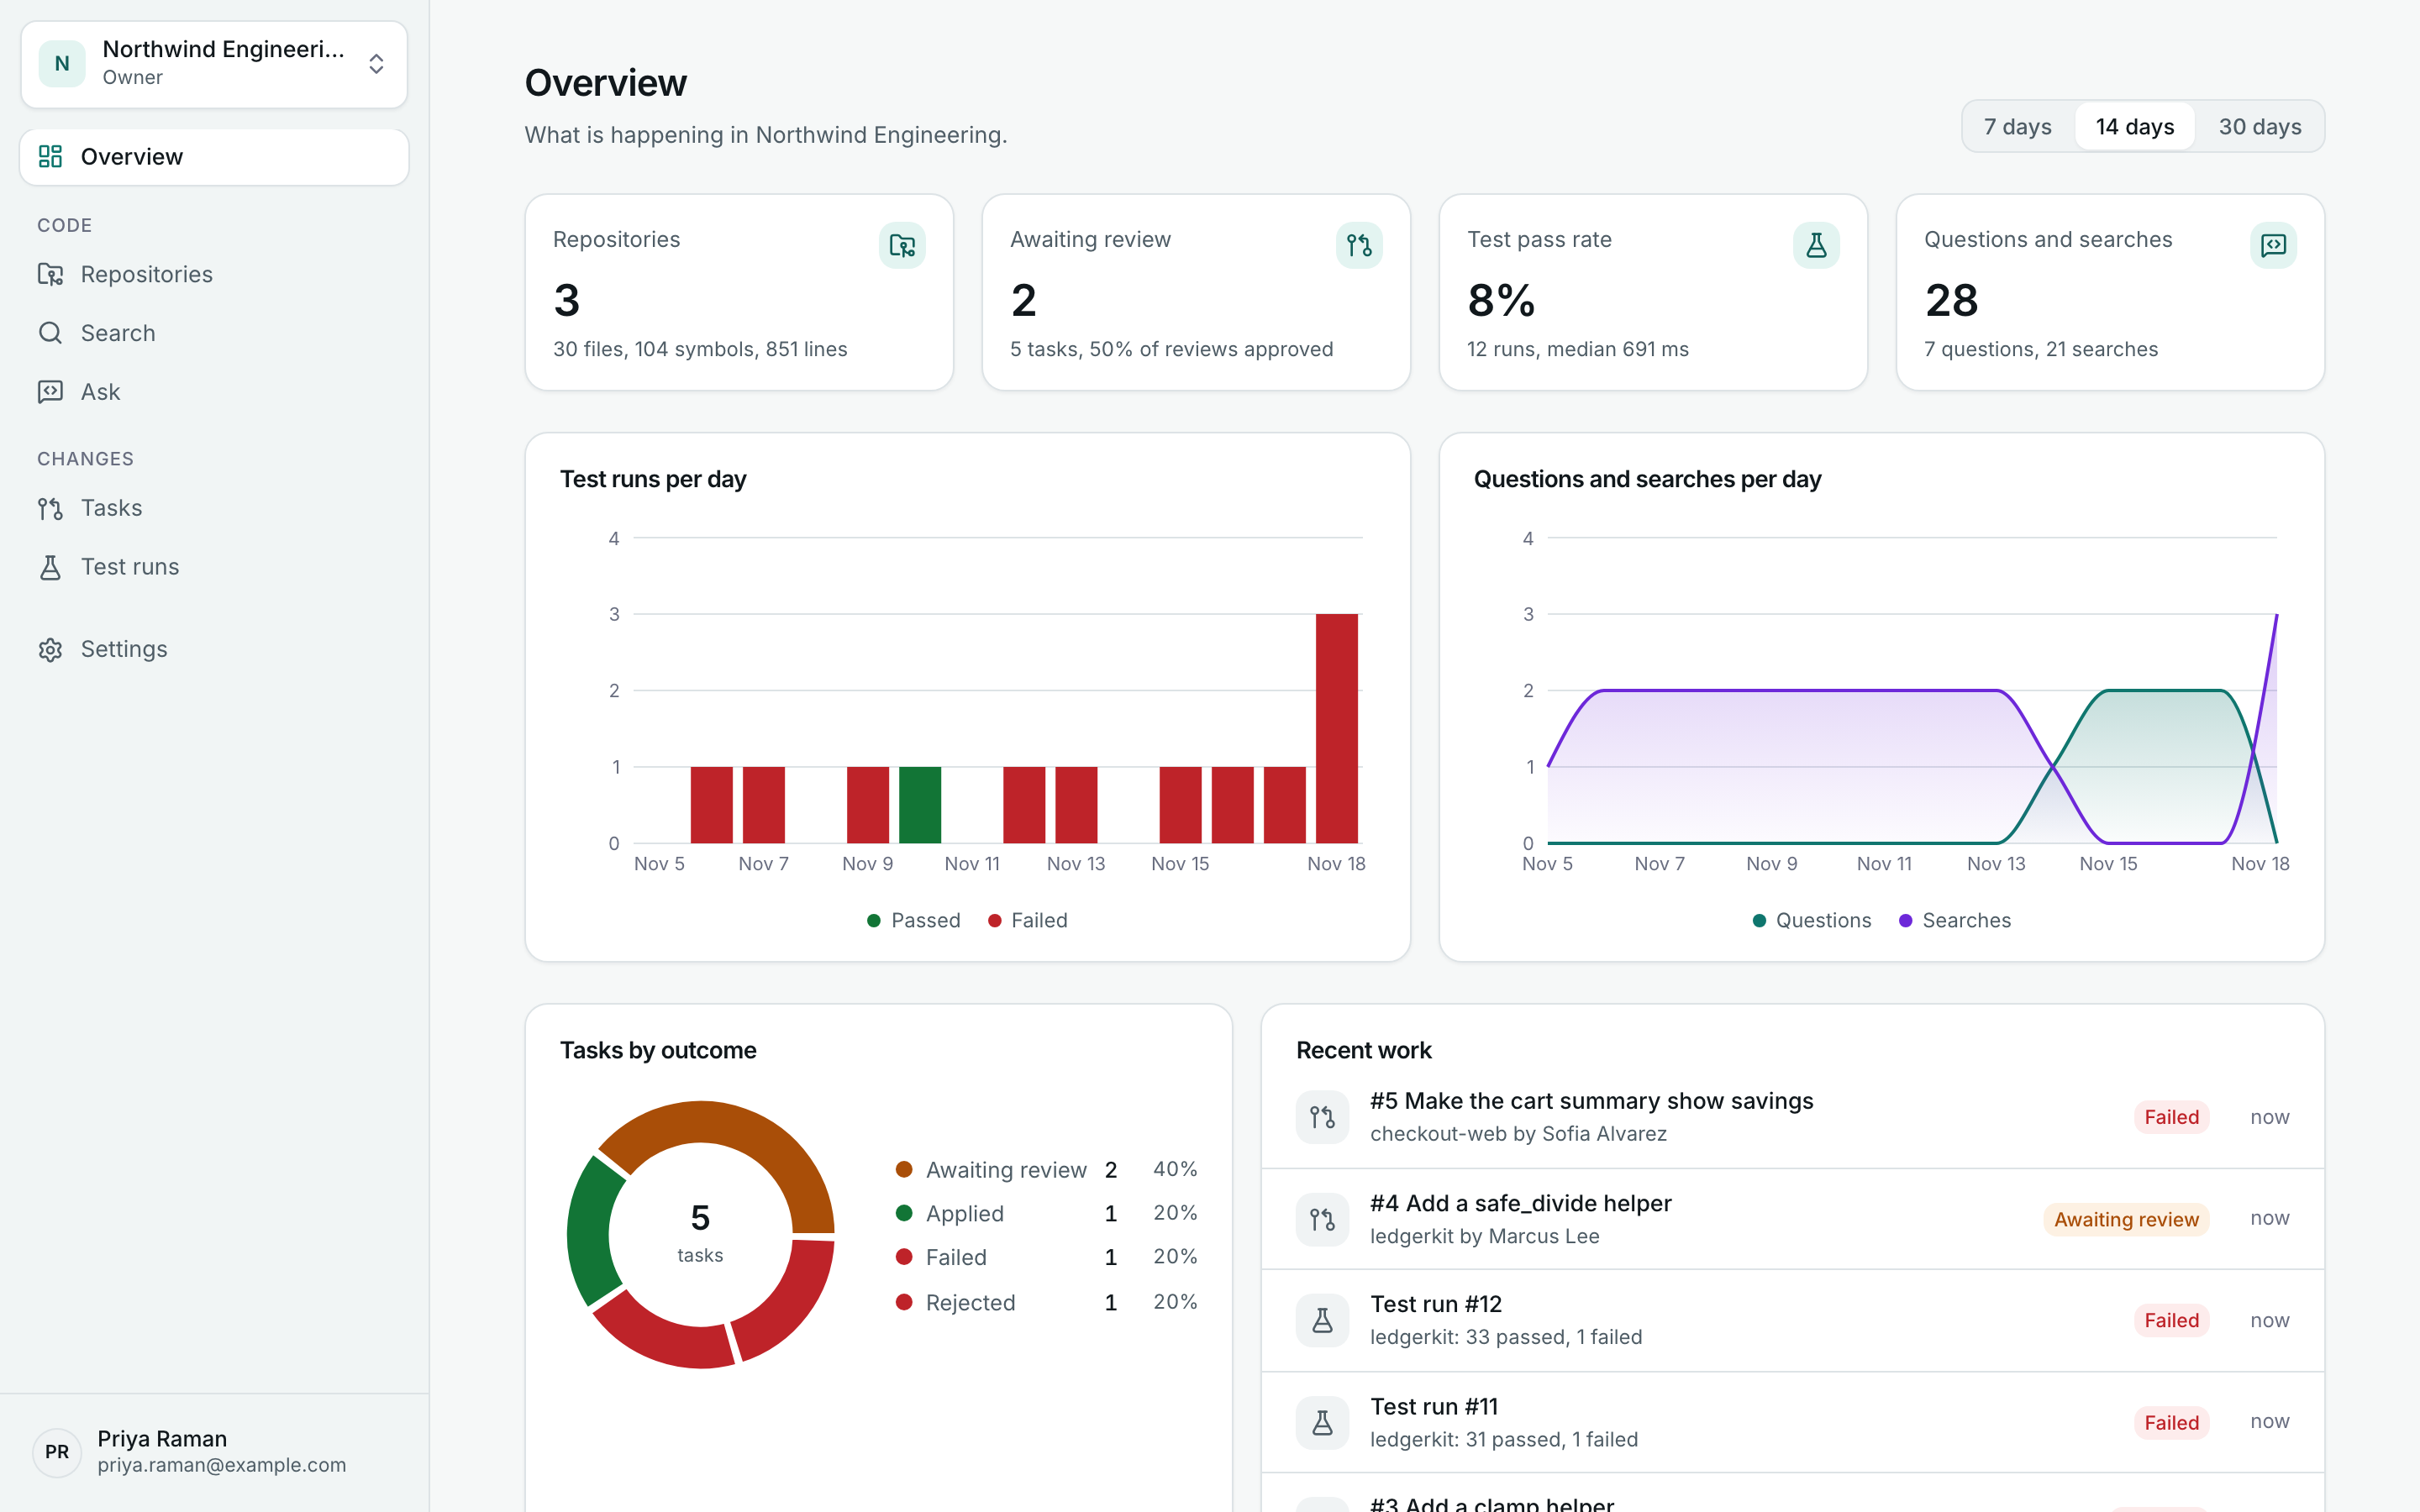 N
Northwind Engineeri...
Owner
Overview
CODE
Repositories
Search
Ask
CHANGES
Tasks
Test runs
Settings
PR
Priya Raman
priya.raman@example.com
Overview
What is happening in Northwind Engineering.
7 days
14 days
30 days
Repositories
3
30 files, 104 symbols, 851 lines
Awaiting review
2
5 tasks, 50% of reviews approved
Test pass rate
8%
12 runs, median 691 ms
Questions and searches
28
7 questions, 21 searches
Test runs per day
4
3
2
1
0
Nov 5
Nov 7
Nov 9
Nov 11
Nov 13
Nov 15
Nov 18
Passed
Failed
Questions and searches per day
4
3
2
1
0
Nov 5
Nov 7
Nov 9
Nov 11
Nov 13
Nov 15
Nov 18
Questions
Searches
Tasks by outcome
5
tasks
Awaiting review 2 40%
Applied 1 20%
Failed 1 20%
Rejected 1 20%
Recent work
#5 Make the cart summary show savings
checkout-web by Sofia Alvarez
Failed
now
#4 Add a safe_divide helper
ledgerkit by Marcus Lee
Awaiting review
now
Test run #12
ledgerkit: 33 passed, 1 failed
Failed
now
Test run #11
ledgerkit: 31 passed, 1 failed
Failed
now
#3 Add a clamp helper